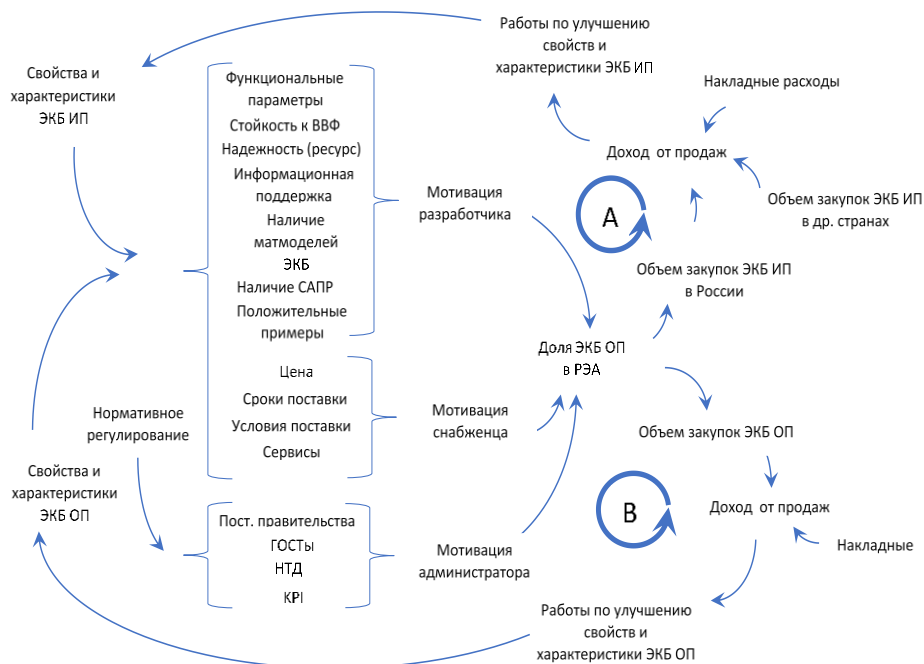 Работы по улучшению
свойств и
характеристики ЭКБ ИП
Свойства и
характеристики
ЭКБ ИП
Накладные расходы
Доход от продаж
Объем закупок ЭКБ ИП
в др. странах
А
Объем закупок ЭКБ ИП
в России
Функциональные
параметры
Стойкость к ВВФ
Надежность (ресурс)
Информационная
поддержка
Наличие
матмоделей
ЭКБ
Наличие САПР
Положительные
примеры
Мотивация
разработчика
Доля ЭКБ ОП
в РЭА
Цена
Сроки поставки
Условия поставки
Сервисы
Мотивация
снабженца
Нормативное
регулирование
Свойства и
характеристики
ЭКБ ОП
Объем закупок ЭКБ ОП
В
Доход от продаж
Накладные
Пост. правительства
ГОСТы
НТД
KPI
Мотивация
администратора
Работы по улучшению
свойств и
характеристики ЭКБ ОП